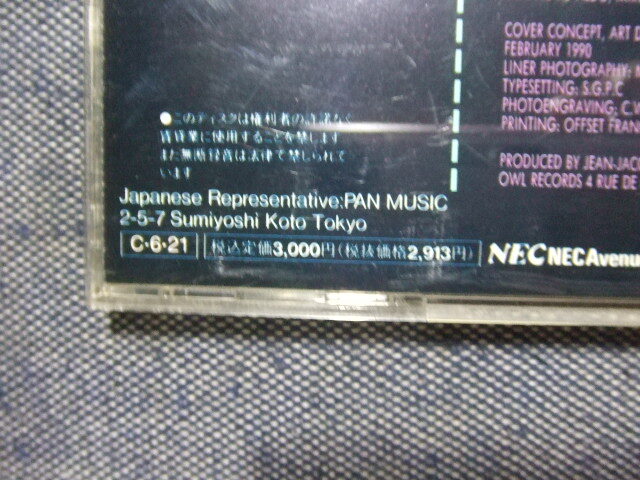 COVER CONCEPT, ART D
FEBRUARY 1990
LINER PHOTOGRAPHY:
TYPESETTING: S.G.P.C
PHOTOENGRAVING; C.
PRINTING: OFFSET FRAN
PRODUCED BY JEAN-JAC
OWL RECORDS 4 RUE DE
●このディスクは権利者の許諾なく
賃貸業に使用することを禁じます
また無断録音は法律で禁じられて
います
Japanese Representative:PAN MUSIC
2-5-7 Sumiyoshi Koto Tokyo
C·6·21 税込定価3,000円(税抜価格2,913円) NEC NECAvenu